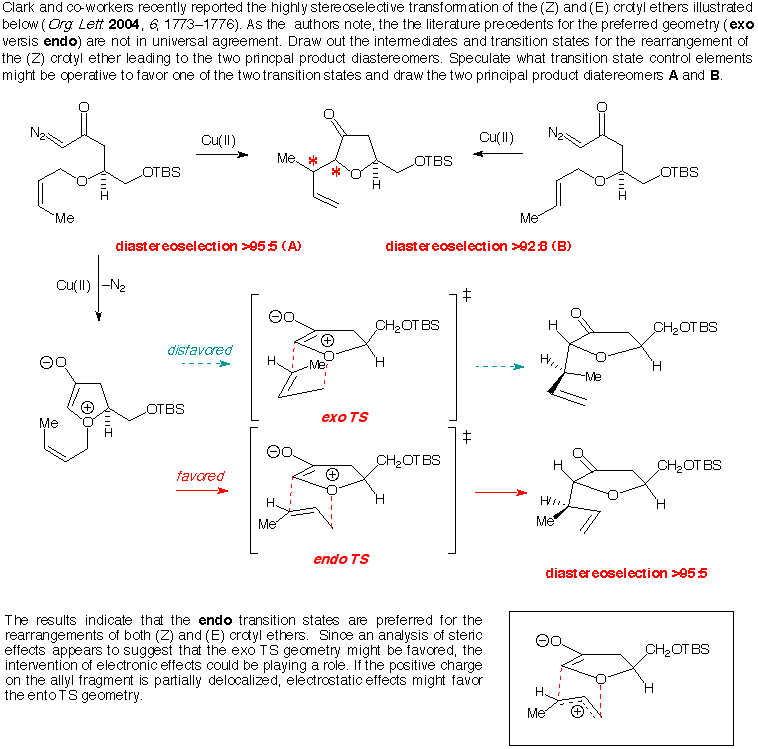 Clark and co-workers recently reported the highly stereoselective transformation of the (Z) and (E) crotyl ethers illustrated
below (Org Lett. 2004, 6, 1773–1776). As the authors note, the the literature precedents for the preferred geometry (exo
versis endo) are not in universal agreement. Draw out the intermediates and transition states for the rearrangement of
the (Z) crotyl ether leading to the two princpal product diastereomers. Speculate what transition state control elements
might be operative to favor one of the two transition states and draw the two principal product diatereomers A and B.
O
O
O
N₂
Cu(II)
Cu(II)
N₂
Me
*
*
OTBS
O
OTBS
O
H
O
OTBS
H
H
Me
Me
diastereoselection >95:5 (A)
diastereoselection >92:8 (B)
Cu(II)
–N₂
‡
⊖O
CH₂OTBS
O
CH₂OTBS
disfavored
⊕
H
O
H
Me
H
O
H
⊖O
H
Me
⊕
OTBS
exo TS
O
H
Me
‡
⊖O
CH₂OTBS
O
CH₂OTBS
favored
⊕
H
O
H
H
O
H
H
Me
Me
endo TS
diastereoselection >95:5
The results indicate that the endo transition states are preferred for the
rearrangements of both (Z) and (E) crotyl ethers. Since an analysis of steric
effects appears to suggest that the exo TS geometry might be favored, the
intervention of electronic effects could be playing a role. If the positive charge
on the allyl fragment is partially delocalized, electrostatic effects might favor
the ento TS geometry.
⊖O
CH₂OTBS
O
H
H
Me
⊕